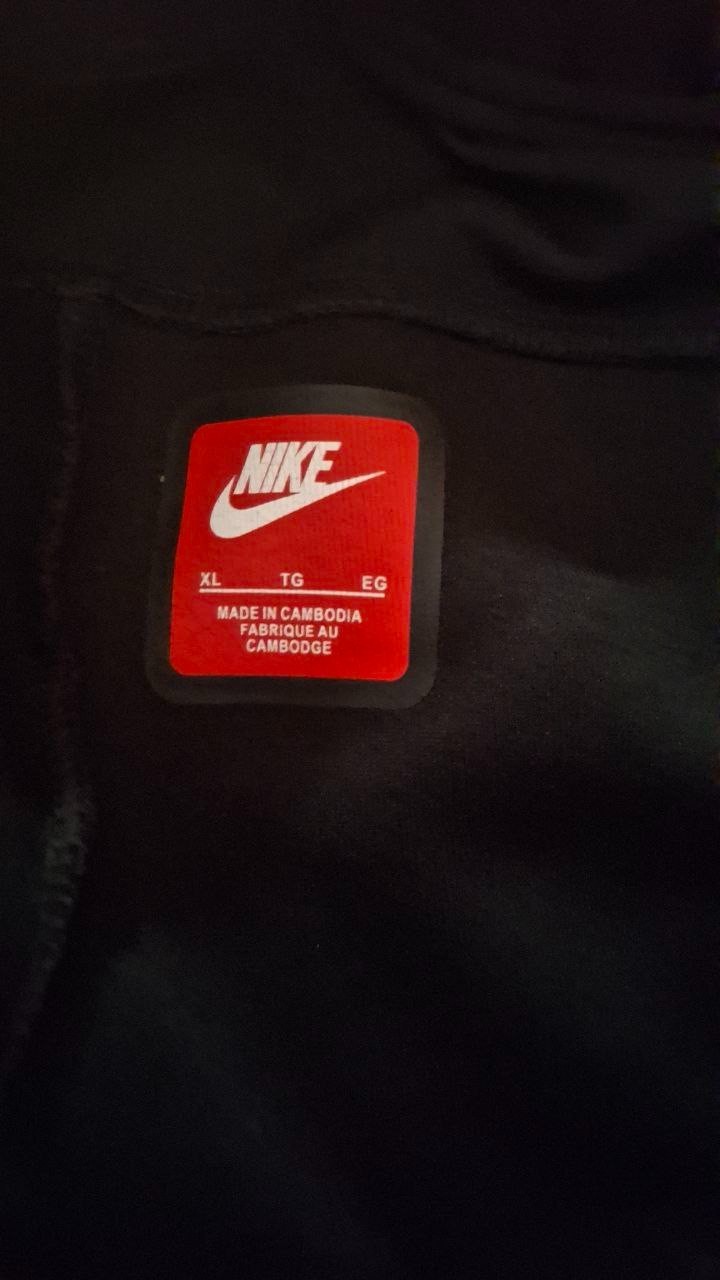 NIKE
XL TG EG
MADE IN CAMBODIA
FABRIQUE AU
CAMBODGE